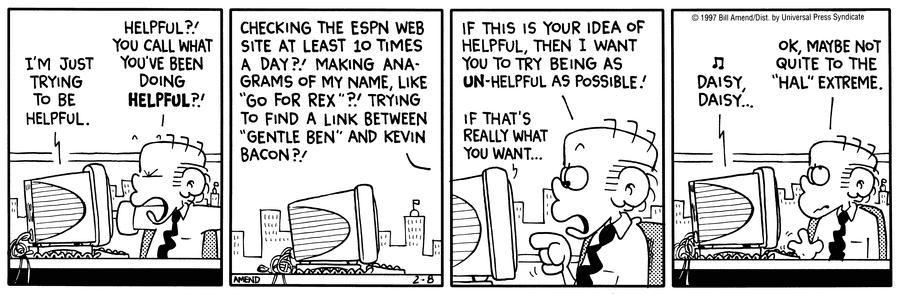 I'M JUST
TRYING
TO BE
HELPFUL.
HELPFUL?!
YOU CALL WHAT
YOU'VE BEEN
DOING
HELPFUL?!
CHECKING THE ESPN WEB
SITE AT LEAST 10 TIMES
A DAY?! MAKING ANA-
GRAMS OF MY NAME, LIKE
"GO FOR REX"?! TRYING
TO FIND A LINK BETWEEN
"GENTLE BEN" AND KEVIN
BACON?!
AMEND
2-8
IF THIS IS YOUR IDEA OF
HELPFUL, THEN I WANT
YOU TO TRY BEING AS
UN-HELPFUL AS POSSIBLE!
IF THAT'S
REALLY WHAT
YOU WANT...
© 1997 Bill Amend/Dist. by Universal Press Syndicate
♫
DAISY,
DAISY...
OK, MAYBE NOT
QUITE TO THE
"HAL" EXTREME.